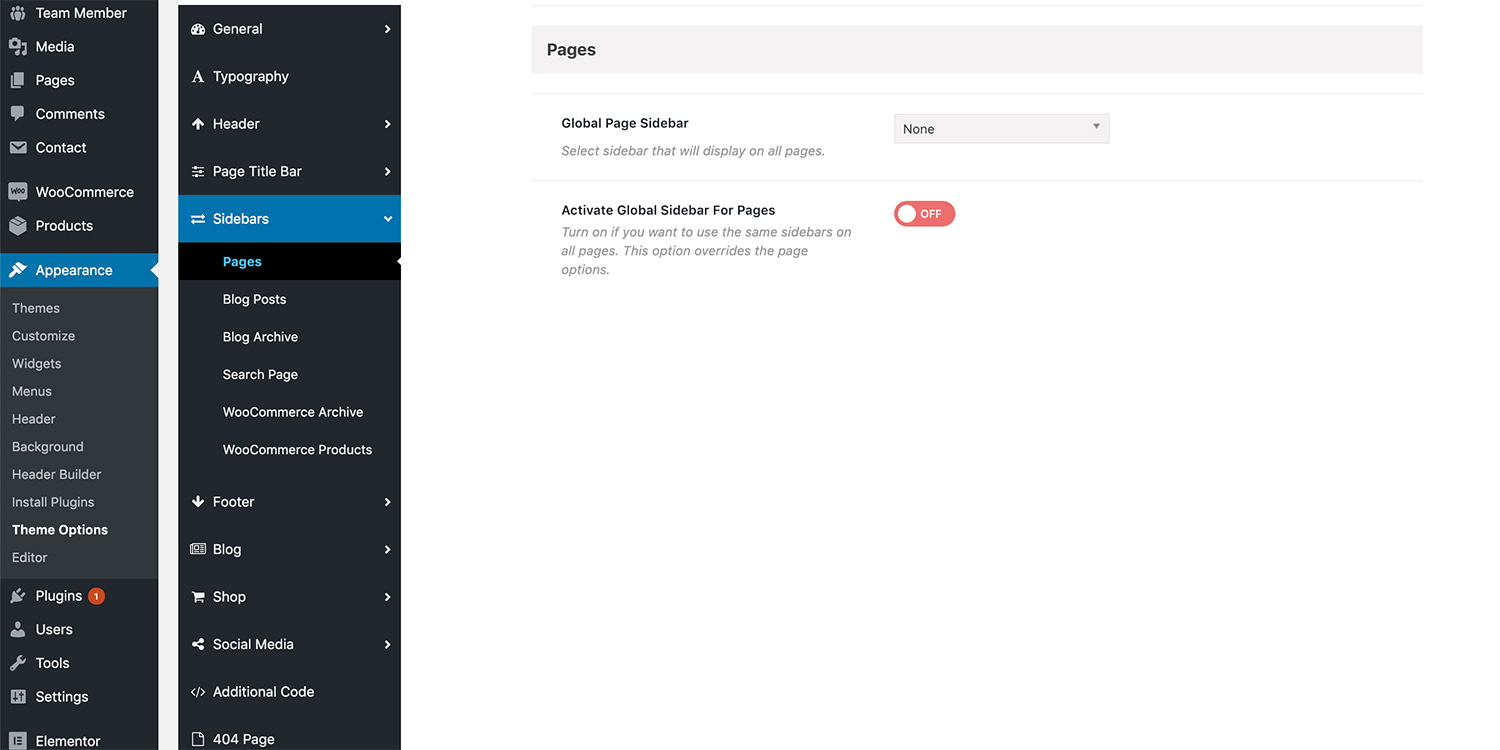 Team Member
Media
Pages
Comments
Contact
WOO WooCommerce
Products
Appearance
Themes
Customize
Widgets
Menus
Header
Background
Header Builder
Install Plugins
Theme Options
Editor
Plugins 1
Users
Tools
Settings
Elementor
General
Typography
Header
Page Title Bar
Sidebars
Pages
Blog Posts
Blog Archive
Search Page
WooCommerce Archive
WooCommerce Products
Footer
Blog
Shop
Social Media
Additional Code
404 Page
Pages
Global Page Sidebar
Select sidebar that will display on all pages.
None
Activate Global Sidebar For Pages
Turn on if you want to use the same sidebars on
all pages. This option overrides the page
options.
OFF